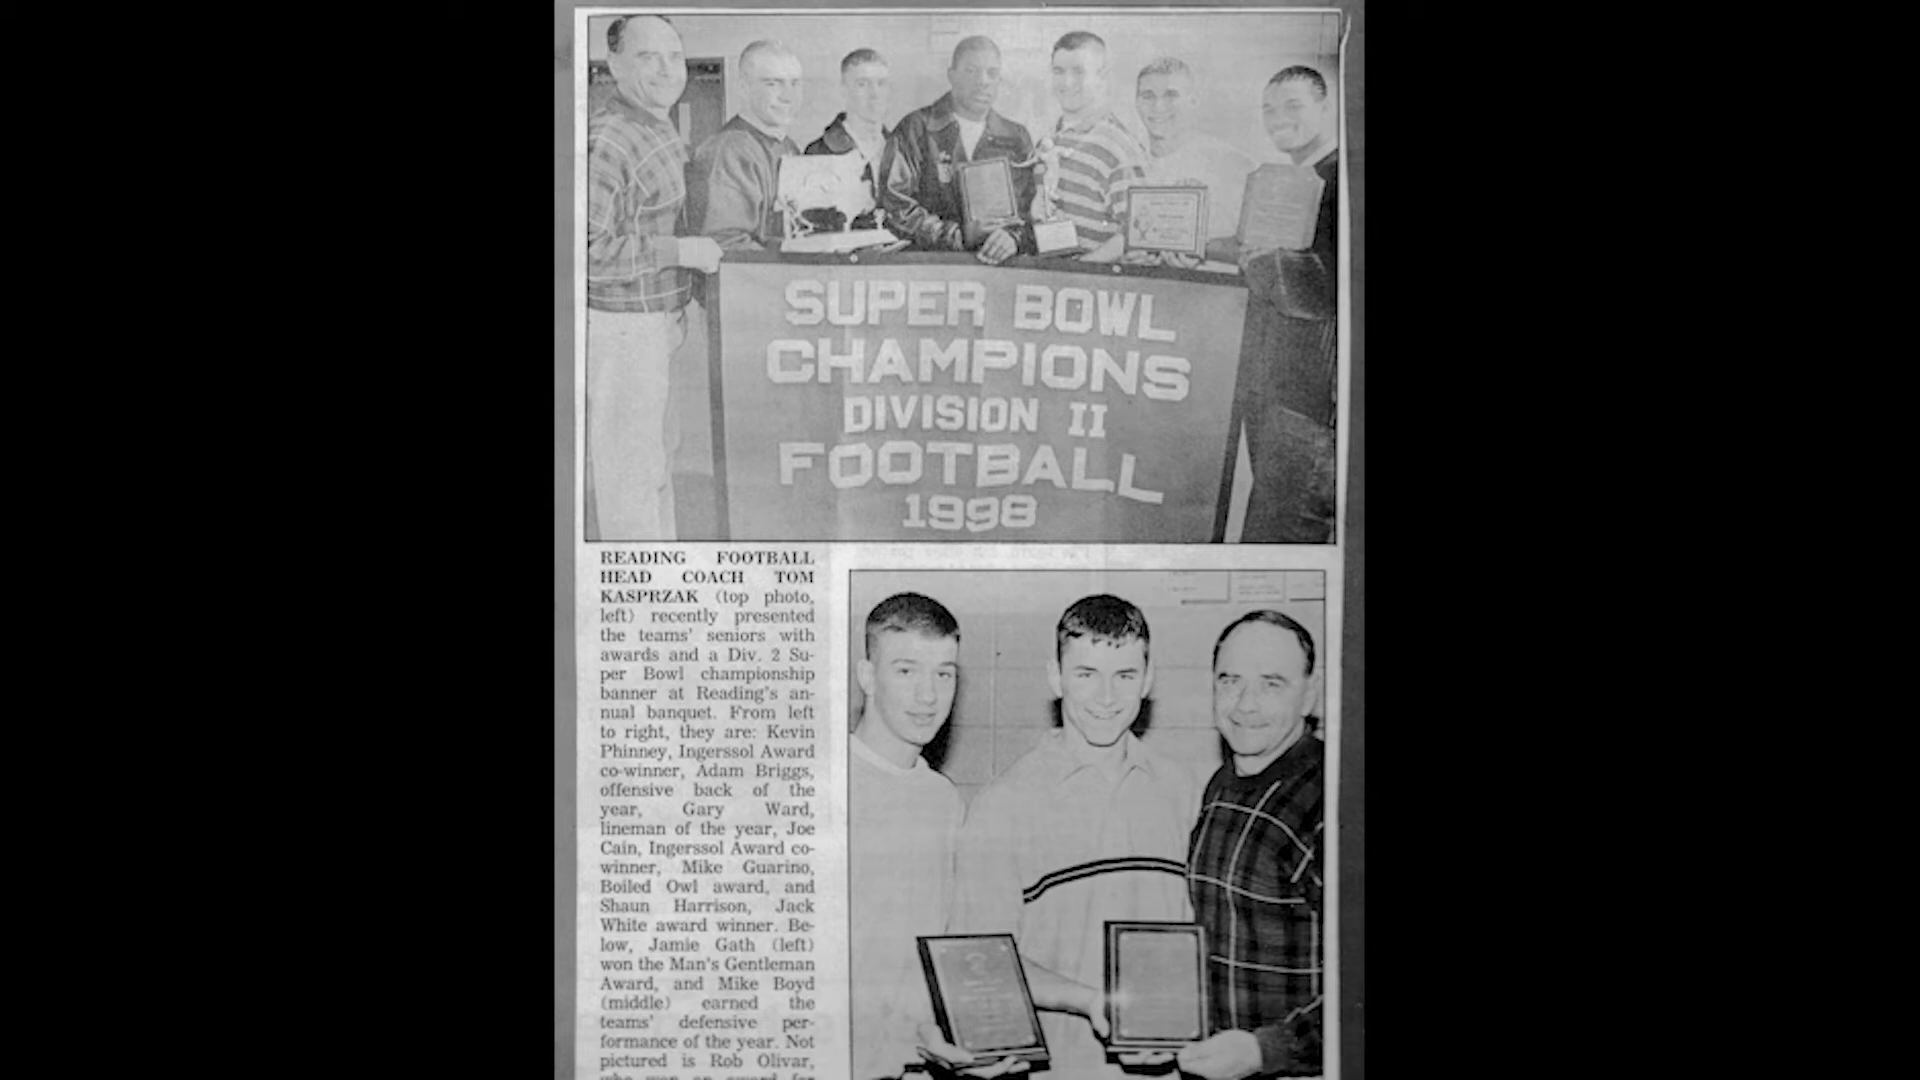 SUPER BOWL
CHAMPIONS
DIVISION II
FOOTBALL
1998
READING FOOTBALL
HEAD COACH TOM
KASPRZAK (top photo,
left) recently presented
the teams' seniors with
awards and a Div. 2 Su-
per Bowl championship
banner at Reading's an-
nual banquet. From left
to right, they are: Kevin
Phinney, Ingerssol Award
co-winner, Adam Briggs,
offensive back of the
year, Gary Ward,
lineman of the year, Joe
Cain, Ingerssol Award co-
winner, Mike Guarino,
Boiled Owl award, and
Shaun Harrison, Jack
White award winner. Be-
low, Jamie Gath (left)
won the Man's Gentleman
Award, and Mike Boyd
(middle) earned the
teams' defensive per-
formance of the year. Not
pictured is Rob Olivar,
who won an award for